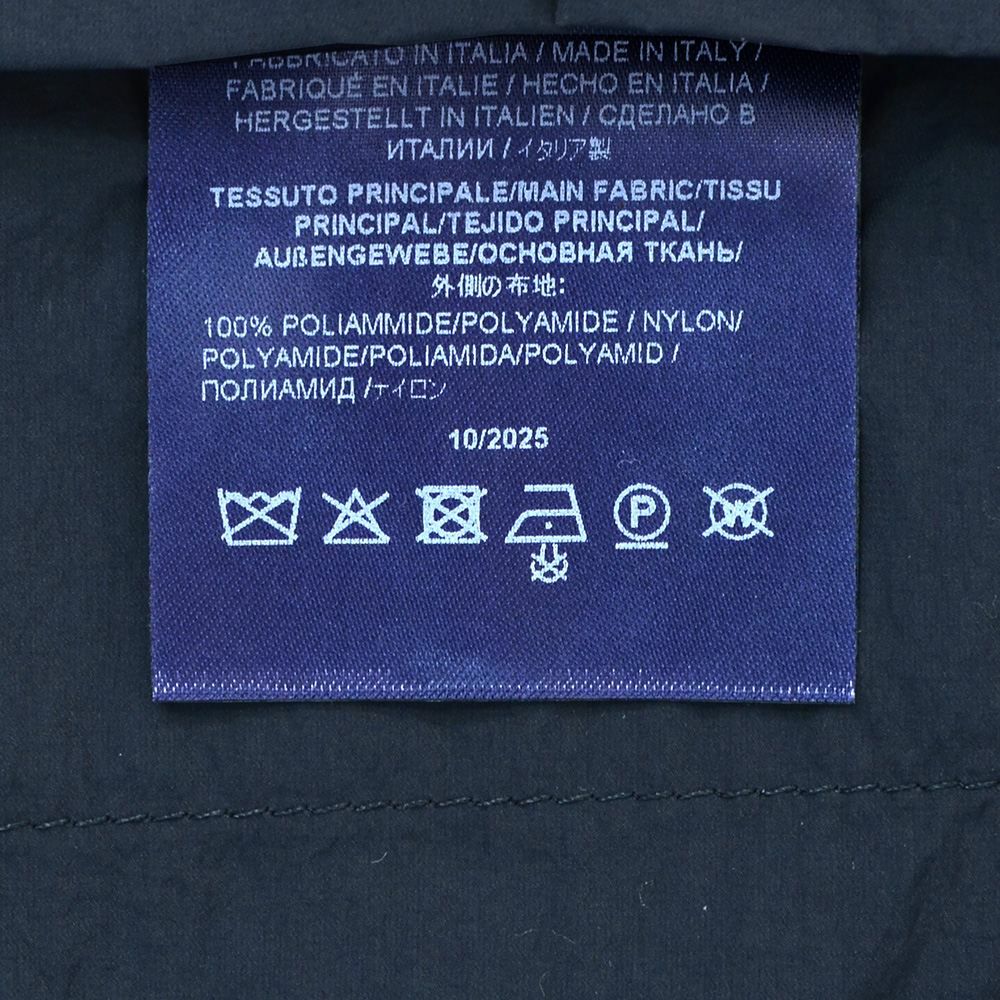 FABBRICATO IN ITALIA / MADE IN ITALY /
FABRIQUÉ EN ITALIE / HECHO EN ITALIA /
HERGESTELLT IN ITALIEN / СДЕЛАНО В
ИТАЛИИ / イタリア製
TESSUTO PRINCIPALE/MAIN FABRIC/TISSU
PRINCIPAL/TEJIDO PRINCIPAL/
AUßENGEWEBE/ОСНОВНАЯ ТКАНЬ/
外側の布地:
100% POLIAMMIDE/POLYAMIDE / NYLON/
POLYAMIDE/POLIAMIDA/POLYAMID /
ПОЛИАМИД /ナイロン
10/2025
P W